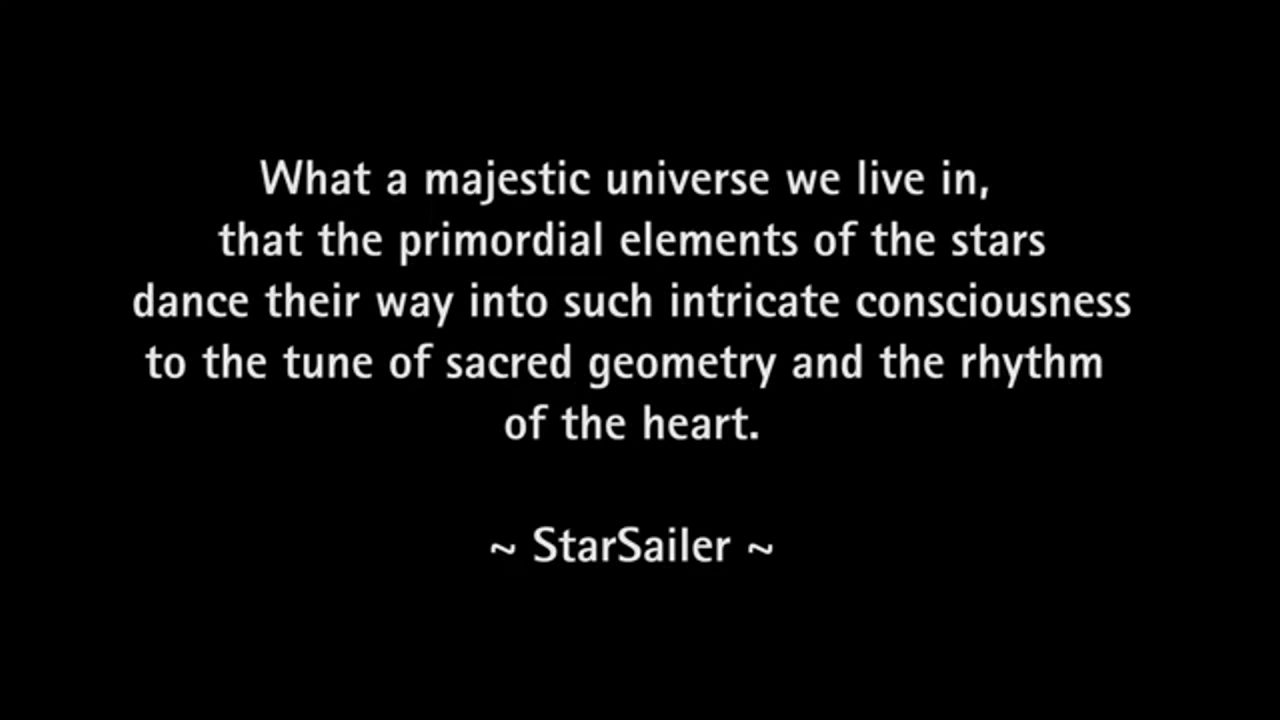 What a majestic universe we live in,
that the primordial elements of the stars
dance their way into such intricate consciousness
to the tune of sacred geometry and the rhythm
of the heart.
~ StarSailer ~